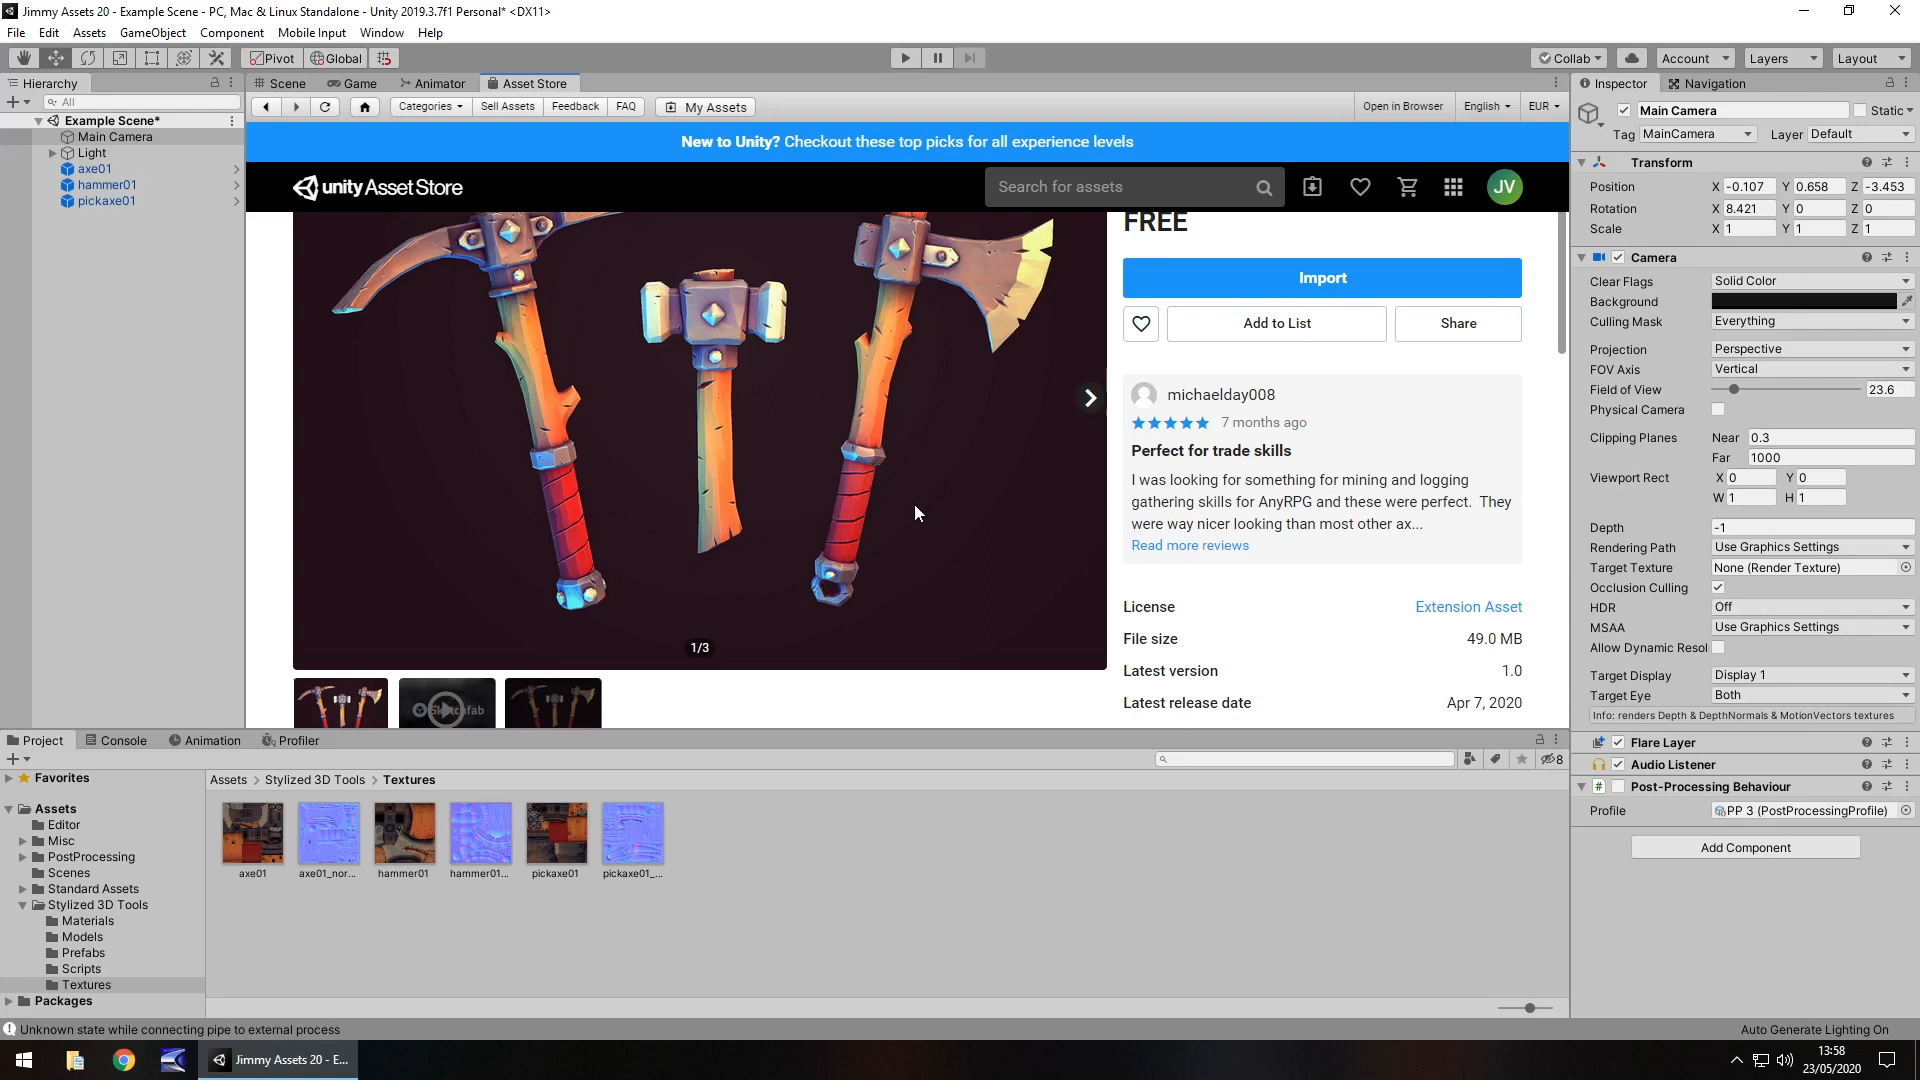 Jimmy Assets 20 - Example Scene - PC, Mac & Linux Standalone - Unity 2019.3.7f1 Personal* <DX11>
File Edit Assets GameObject Component Mobile Input Window Help
Pivot Global Collab Account Layers Layout
Hierarchy
All
Example Scene*
Main Camera
Light
axe01
hammer01
pickaxe01
Scene Game Animator Asset Store
Categories Sell Assets Feedback FAQ My Assets Open in Browser English EUR
New to Unity? Checkout these top picks for all experience levels
unity Asset Store Search for assets JV
FREE
Import
Add to List Share
michaelday008
7 months ago
Perfect for trade skills
I was looking for something for mining and logging
gathering skills for AnyRPG and these were perfect. They
were way nicer looking than most other ax...
Read more reviews
License Extension Asset
File size 49.0 MB
Latest version 1.0
Latest release date Apr 7, 2020
1/3
Sketchfab
Inspector Navigation
Main Camera Static
Tag MainCamera Layer Default
Transform
Position X -0.107 Y 0.658 Z -3.453
Rotation X 8.421 Y 0 Z 0
Scale X 1 Y 1 Z 1
Camera
Clear Flags Solid Color
Background
Culling Mask Everything
Projection Perspective
FOV Axis Vertical
Field of View 23.6
Physical Camera
Clipping Planes Near 0.3
Far 1000
Viewport Rect X 0 Y 0
W 1 H 1
Depth -1
Rendering Path Use Graphics Settings
Target Texture None (Render Texture)
Occlusion Culling
HDR Off
MSAA Use Graphics Settings
Allow Dynamic Resol
Target Display Display 1
Target Eye Both
Info: renders Depth & DepthNormals & MotionVectors textures
Flare Layer
Audio Listener
# Post-Processing Behaviour
Profile PP 3 (PostProcessingProfile)
Add Component
Project Console Animation Profiler
8
Favorites
Assets
Editor
Misc
PostProcessing
Scenes
Standard Assets
Stylized 3D Tools
Materials
Models
Prefabs
Scripts
Textures
Packages
Assets > Stylized 3D Tools > Textures
axe01 axe01_nor... hammer01 hammer01... pickaxe01 pickaxe01_...
Unknown state while connecting pipe to external process
Auto Generate Lighting On
Jimmy Assets 20 - E...
13:58
23/05/2020